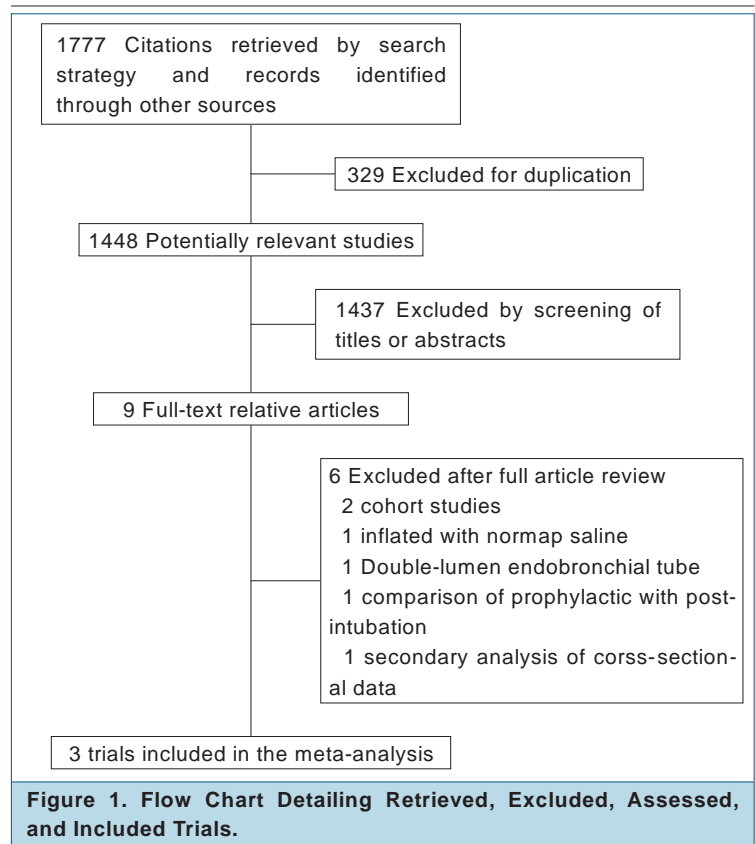 1777 Citations retrieved by search
strategy and records identified
through other sources
329 Excluded for duplication
1448 Potentially relevant studies
1437 Excluded by screening of
titles or abstracts
9 Full-text relative articles
6 Excluded after full article review
2 cohort studies
1 inflated with normap saline
1 Double-lumen endobronchial tube
1 comparison of prophylactic with post-
intubation
1 secondary analysis of corss-section-
al data
3 trials included in the meta-analysis
Figure 1. Flow Chart Detailing Retrieved, Excluded, Assessed,
and Included Trials.